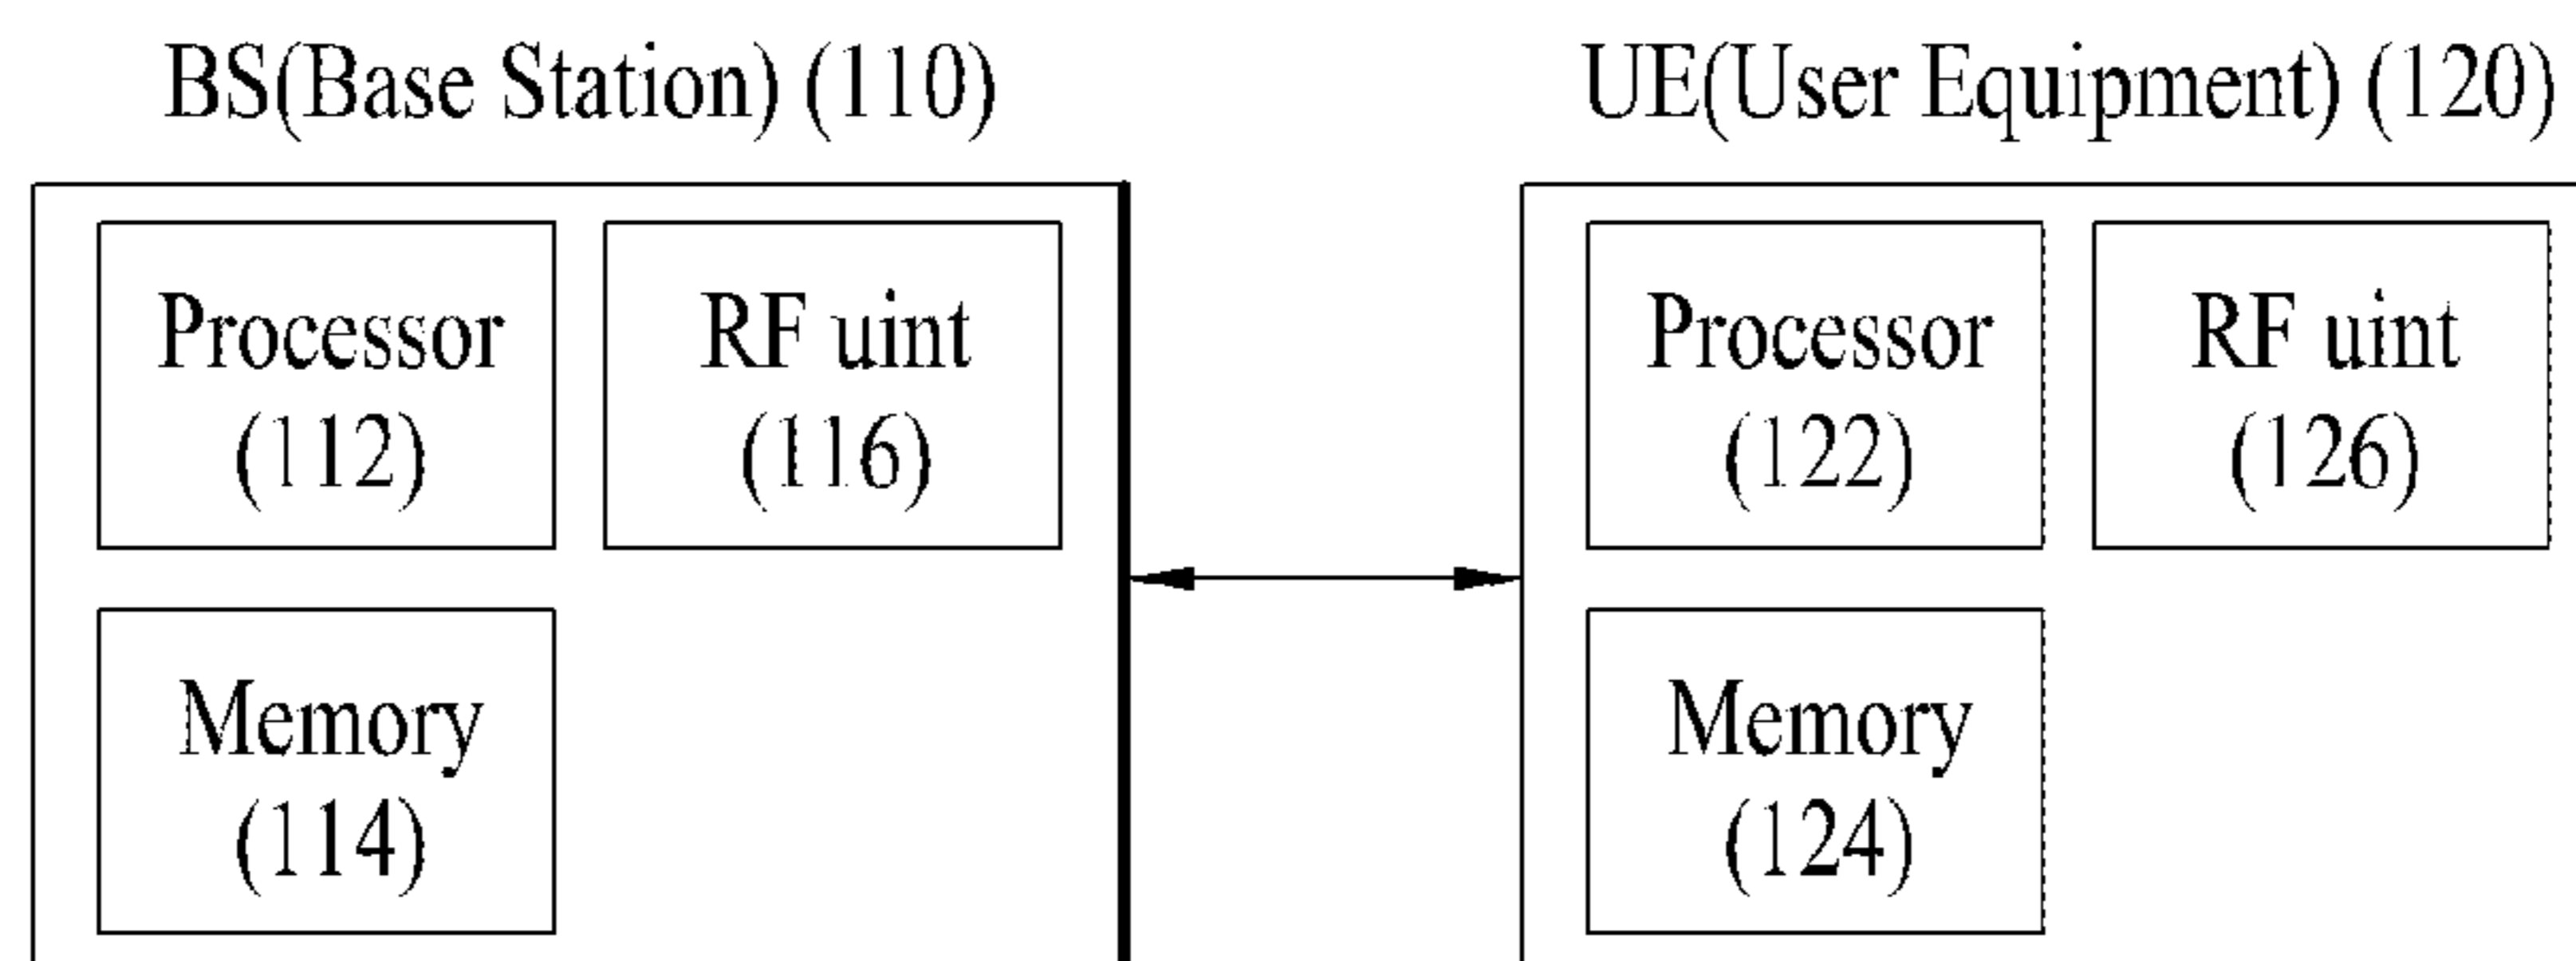 BS(Base Station) (110)
Processor
(112)
RF uint
(116)
Memory
(114)
UE(User Equipment) (120)
Processor
(122)
RF uint
(126)
Memory
(124)